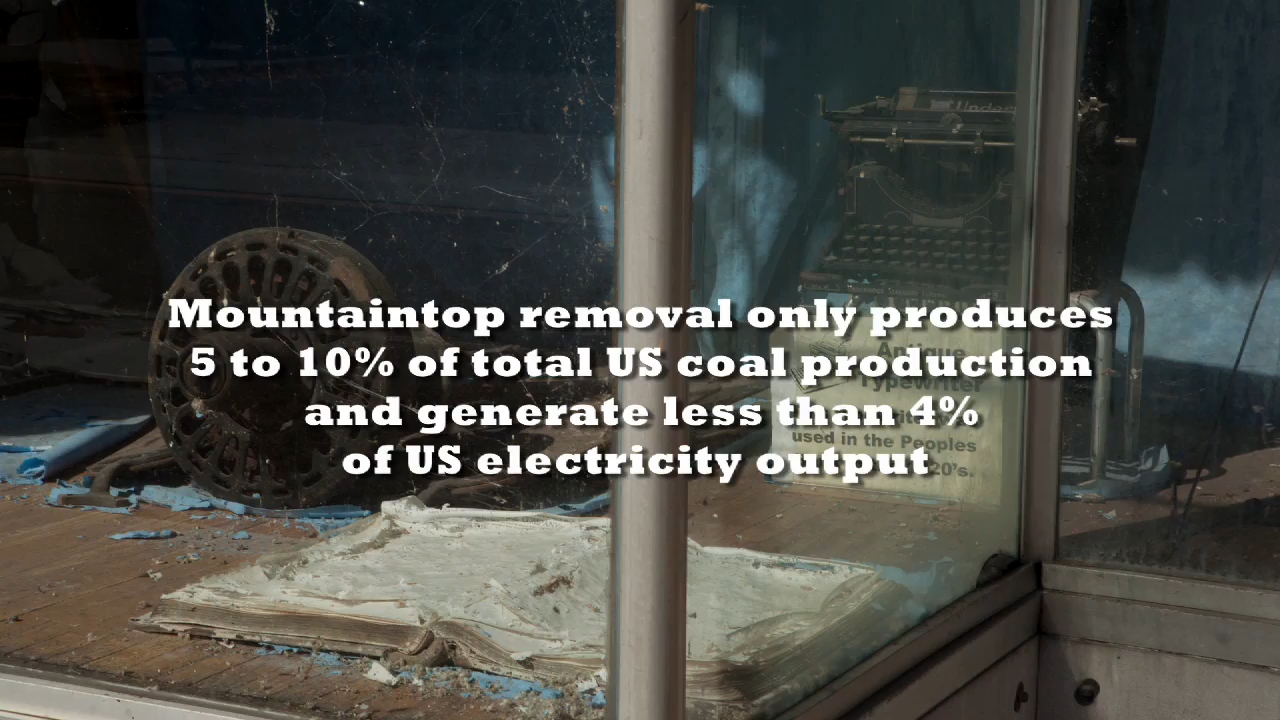 Mountaintop removal only produces
5 to 10% of total US coal production
and generate less than 4%
of US electricity output
Antique
Typewriter
used in the Peoples
20's.